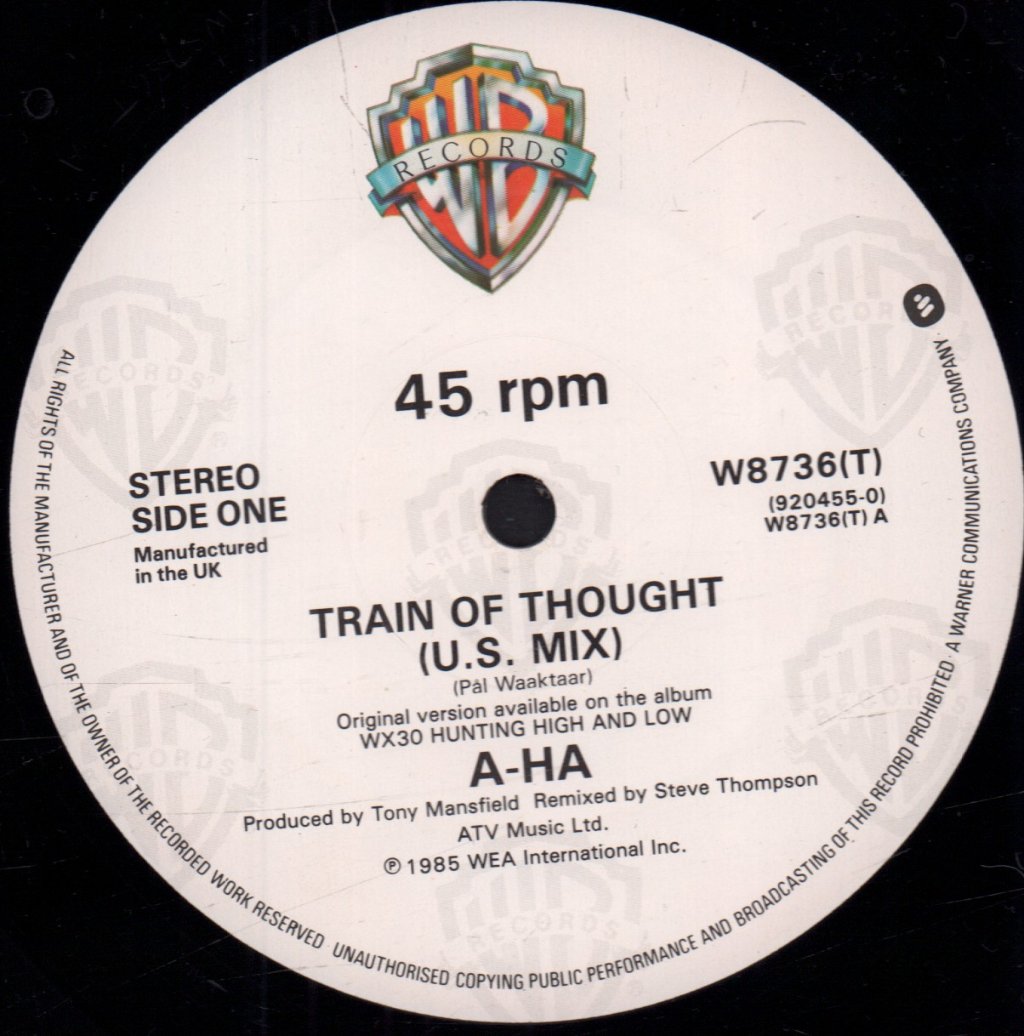 WB
RECORDS
45 rpm
STEREO
SIDE ONE
Manufactured
in the UK
W8736(T)
(920455-0)
W8736(T) A
TRAIN OF THOUGHT
(U.S. MIX)
(Pål Waaktaar)
Original version available on the album
WX30 HUNTING HIGH AND LOW
A-HA
Produced by Tony Mansfield Remixed by Steve Thompson
ATV Music Ltd.
℗ 1985 WEA International Inc.
ALL RIGHTS OF THE MANUFACTURER AND OF THE OWNER OF THE RECORDED WORK RESERVED UNAUTHORISED COPYING PUBLIC PERFORMANCE AND BROADCASTING OF THIS RECORD PROHIBITED · A WARNER COMMUNICATIONS COMPANY ·